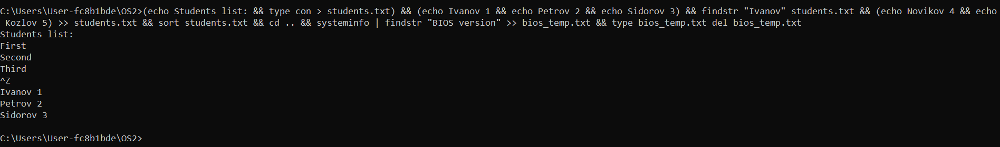 C:\Users\User-fc8b1bde\OS2>(echo Students list: && type con > students.txt) && (echo Ivanov 1 && echo Petrov 2 && echo Sidorov 3) && findstr "Ivanov" students.txt && (echo Novikov 4 && echo
 Kozlov 5) >> students.txt && sort students.txt && cd .. && systeminfo | findstr "BIOS version" >> bios_temp.txt && type bios_temp.txt del bios_temp.txt
Students list:
First
Second
Third
^Z
Ivanov 1
Petrov 2
Sidorov 3
C:\Users\User-fc8b1bde\OS2>